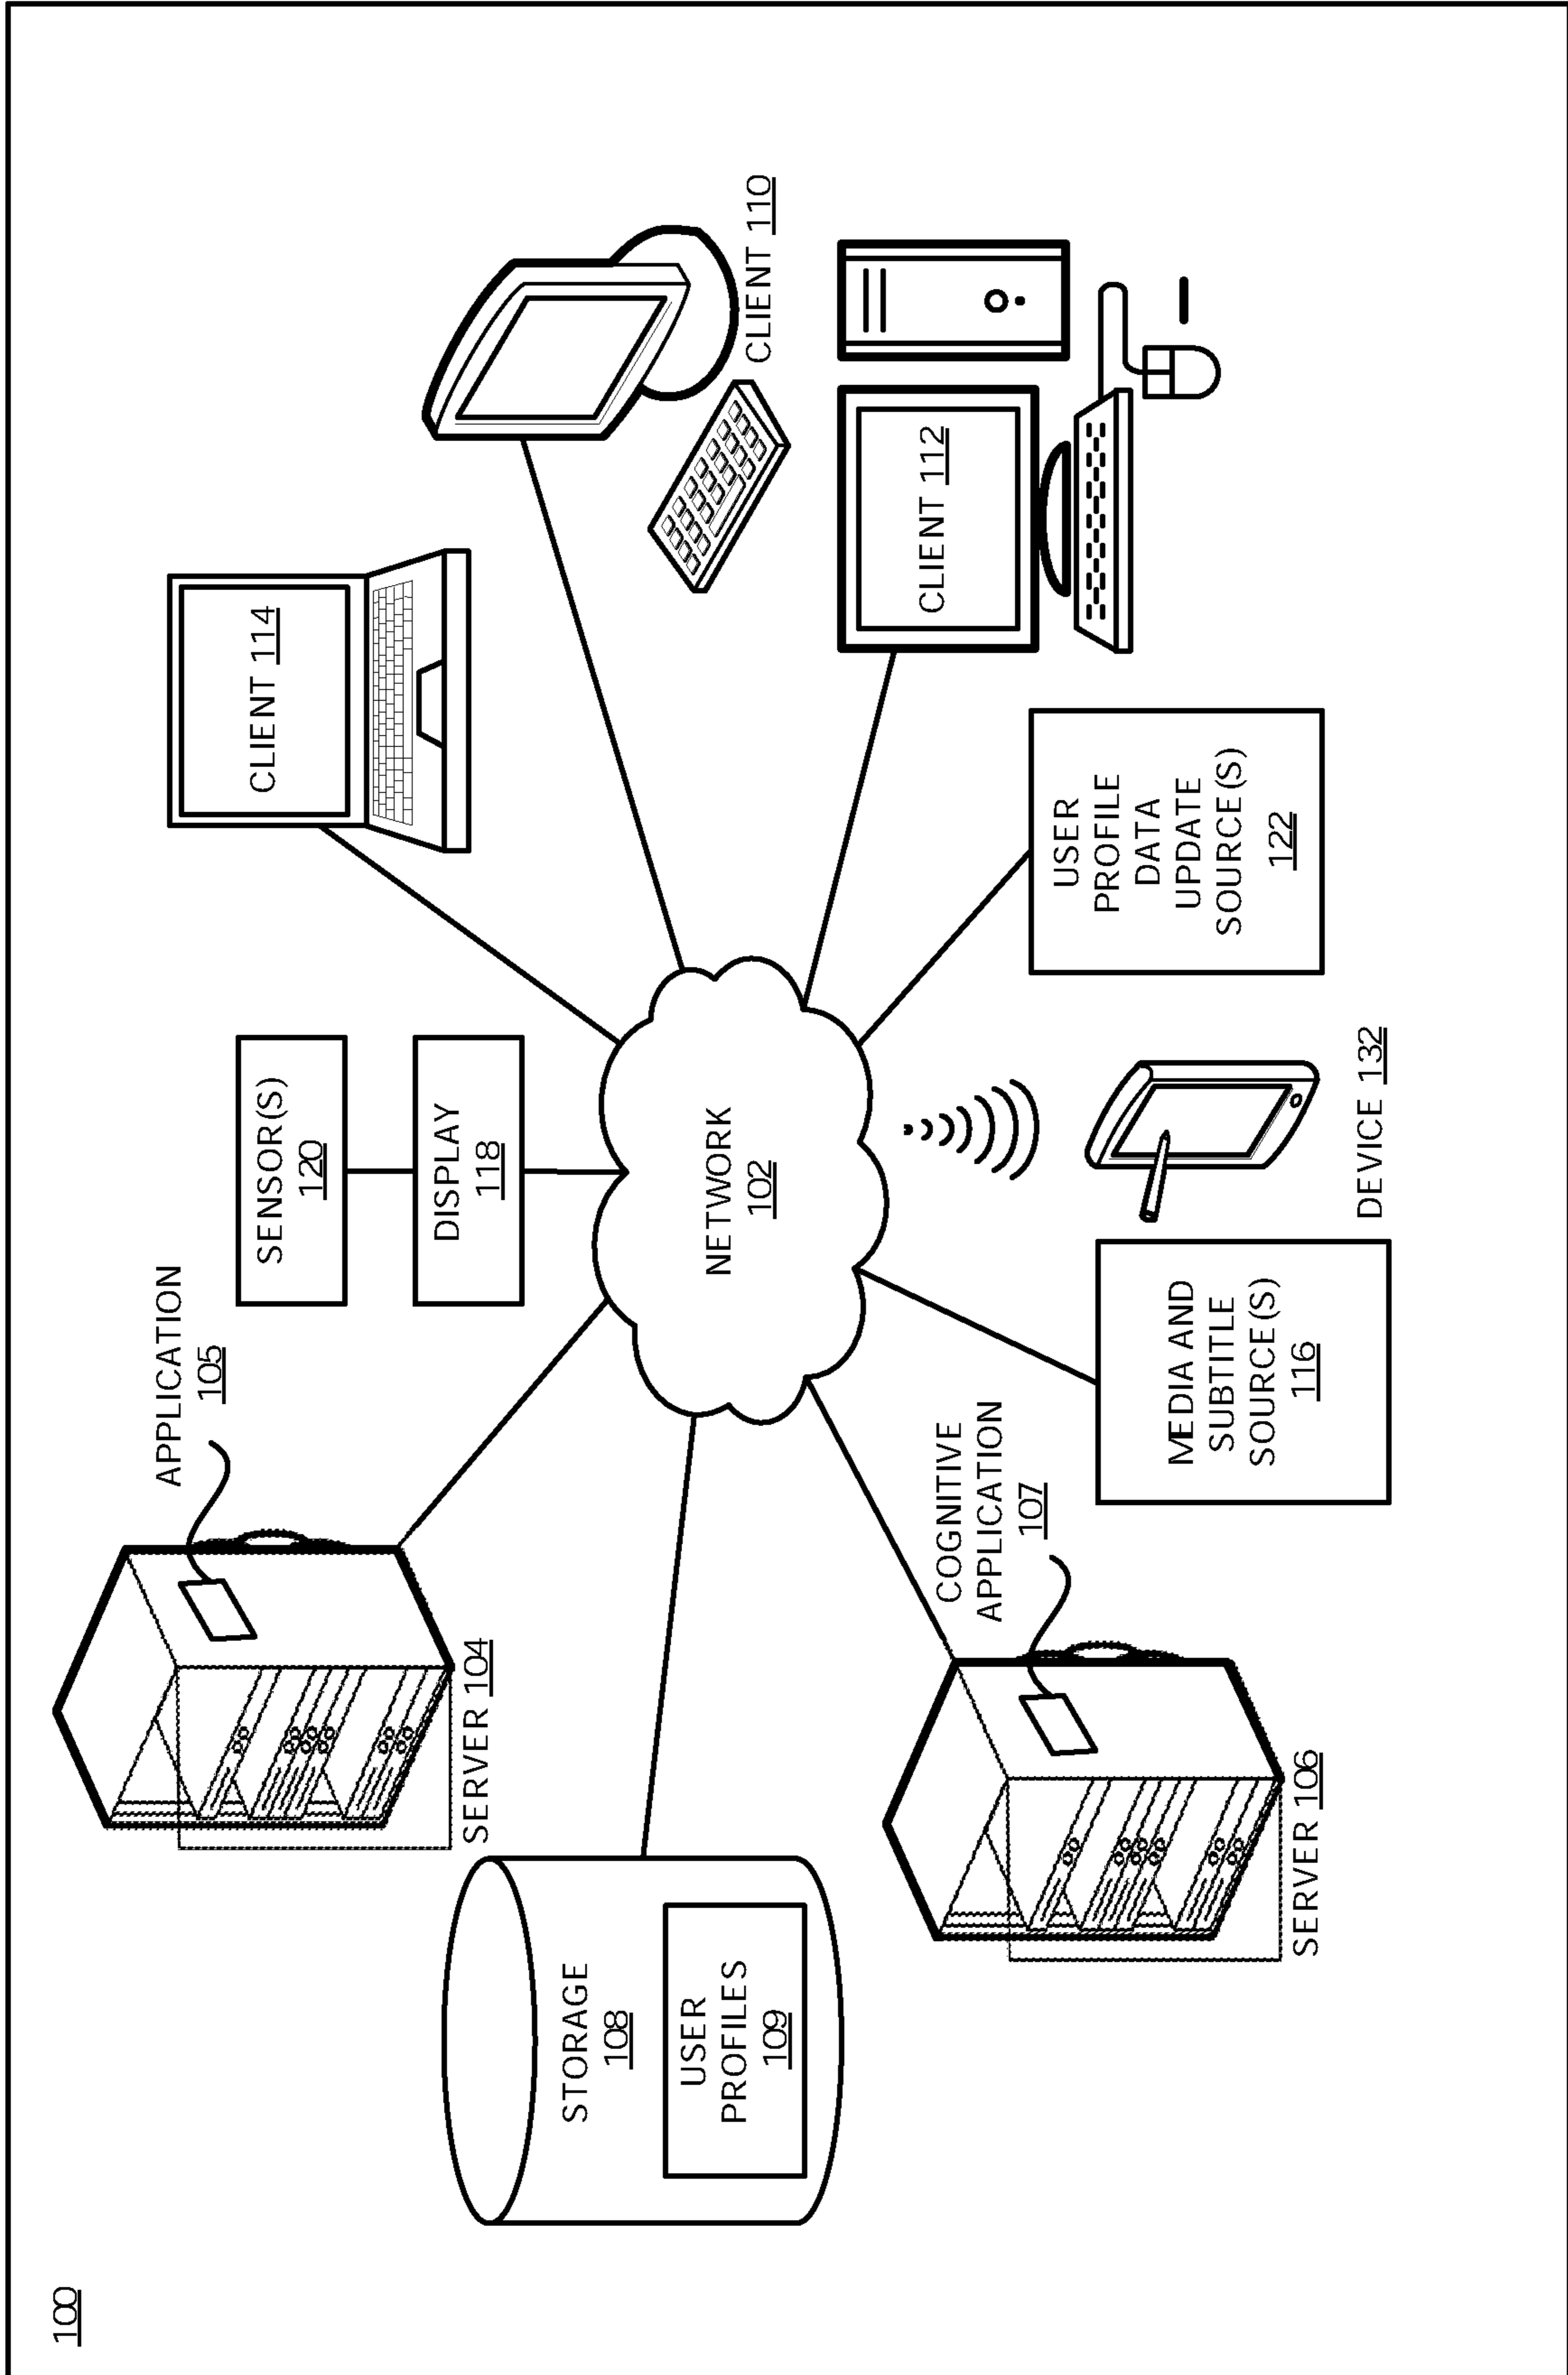 100
APPLICATION
105
SENSOR(S)
120
CLIENT 114
DISPLAY
118
SERVER 104
STORAGE
108
USER
PROFILES
109
NETWORK
102
CLIENT 110
COGNITIVE
APPLICATION
107
CLIENT 112
SERVER 106
MEDIA AND
SUBTITLE
SOURCE(S)
116
DEVICE 132
USER
PROFILE
DATA
UPDATE
SOURCE(S)
122